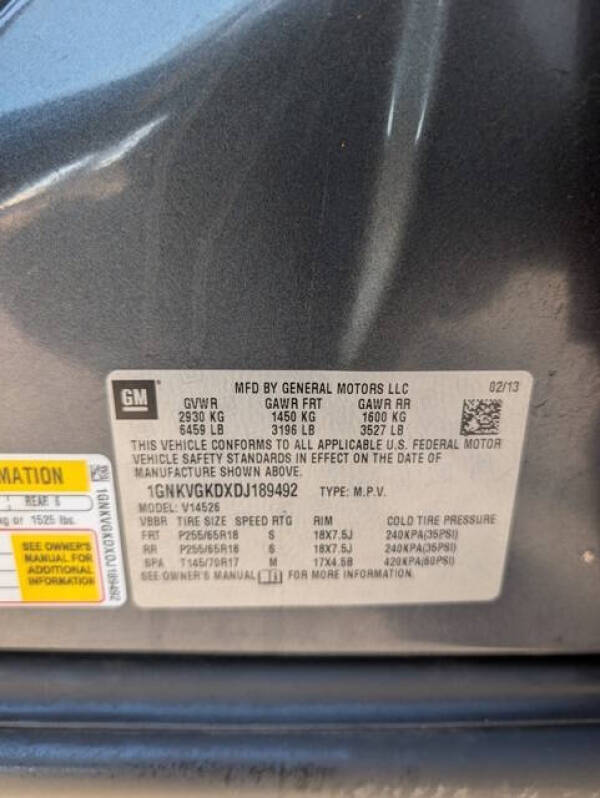 GM
MFD BY GENERAL MOTORS LLC 02/13
GVWR GAWR FRT GAWR RR
2930 KG 1450 KG 1600 KG
6459 LB 3196 LB 3527 LB
THIS VEHICLE CONFORMS TO ALL APPLICABLE U.S. FEDERAL MOTOR
VEHICLE SAFETY STANDARDS IN EFFECT ON THE DATE OF
MANUFACTURE SHOWN ABOVE.
1GNKVGKDXDJ189492 TYPE: M.P.V.
MODEL: V14526
VBBR TIRE SIZE SPEED RTG RIM COLD TIRE PRESSURE
FRT P255/65R18 S 18X7.5J 240KPA(35PSI)
RR P255/65R18 S 18X7.5J 240KPA(35PSI)
SPA T145/70R17 M 17X4.5B 420KPA(60PSI)
SEE OWNER'S MANUAL FOR MORE INFORMATION.
MATION
REAR 5
kg or 1525 lbs.
SEE OWNER'S
MANUAL FOR
ADDITIONAL
INFORMATION
1GNKVGKDXDJ189492